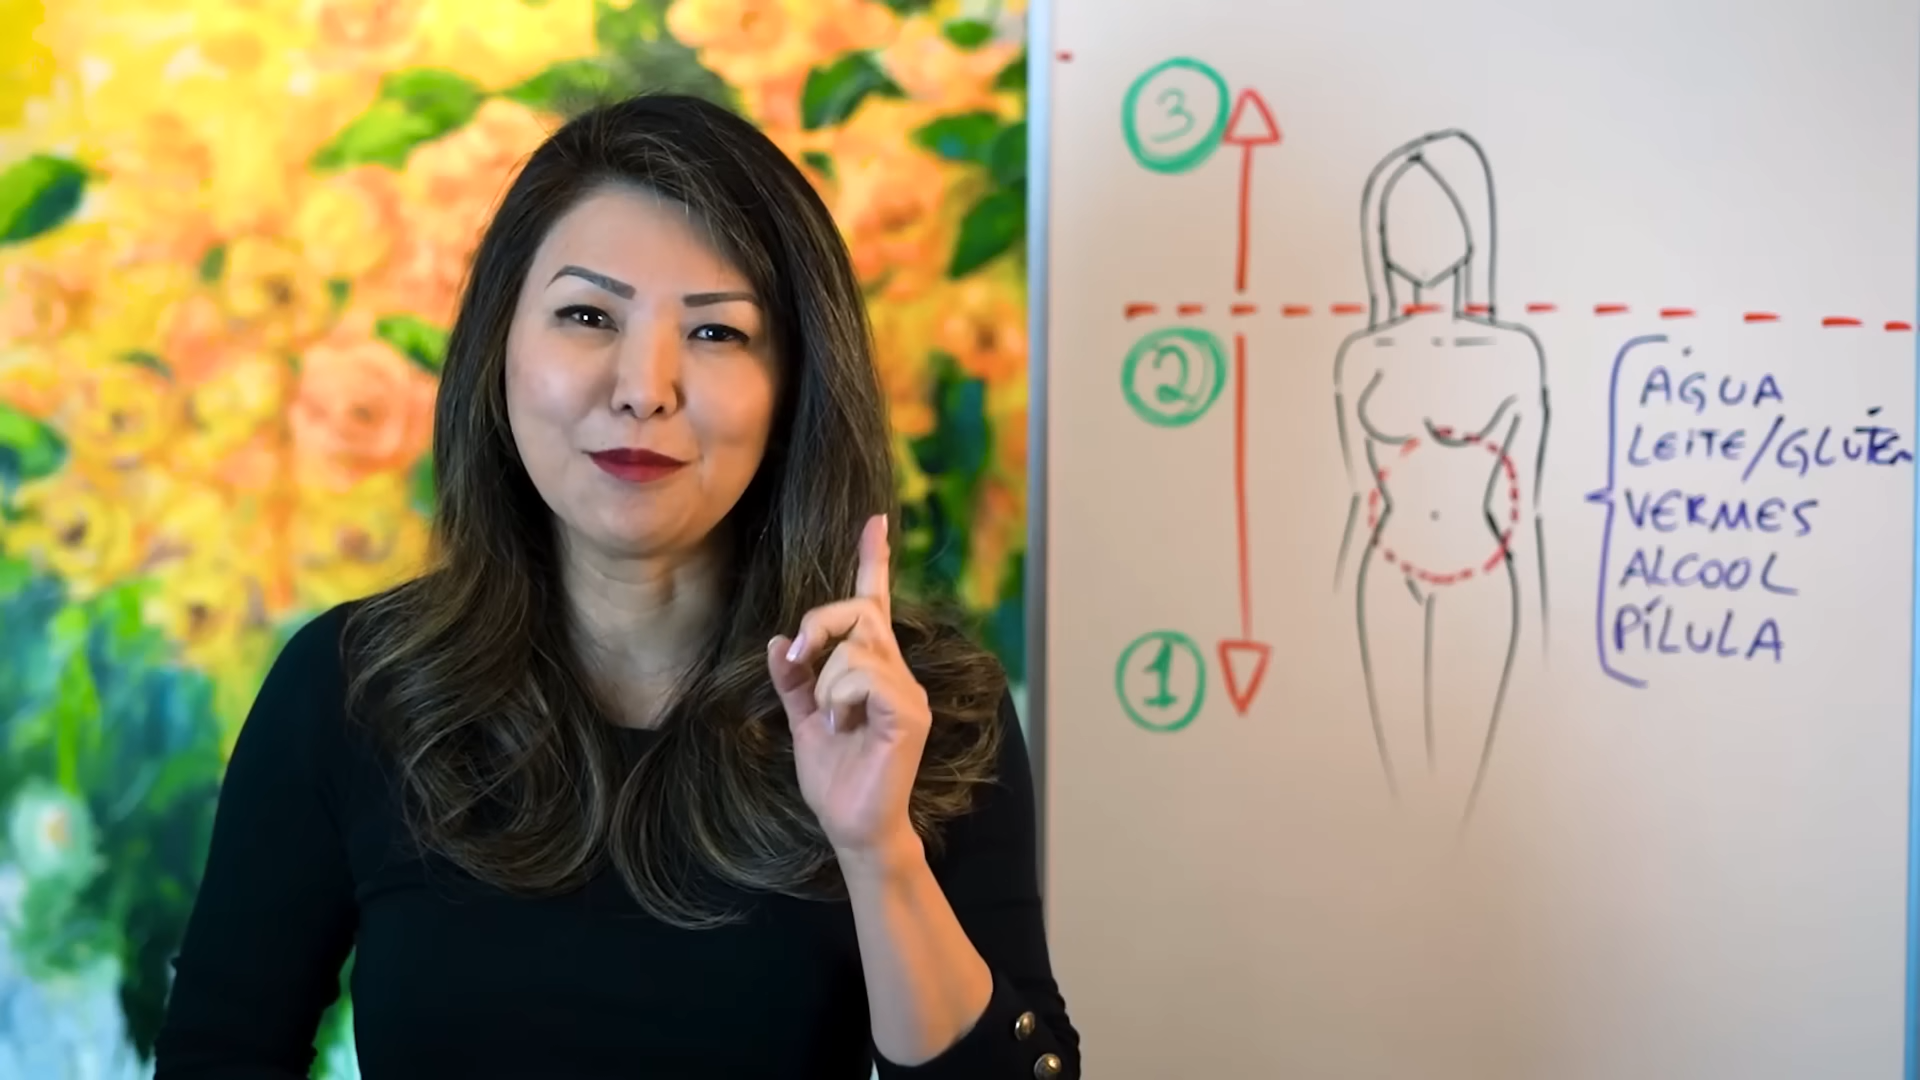 3
2
ÁGUA
LEITE/GLÚTEN
VERMES
ALCOOL
PÍLULA
1